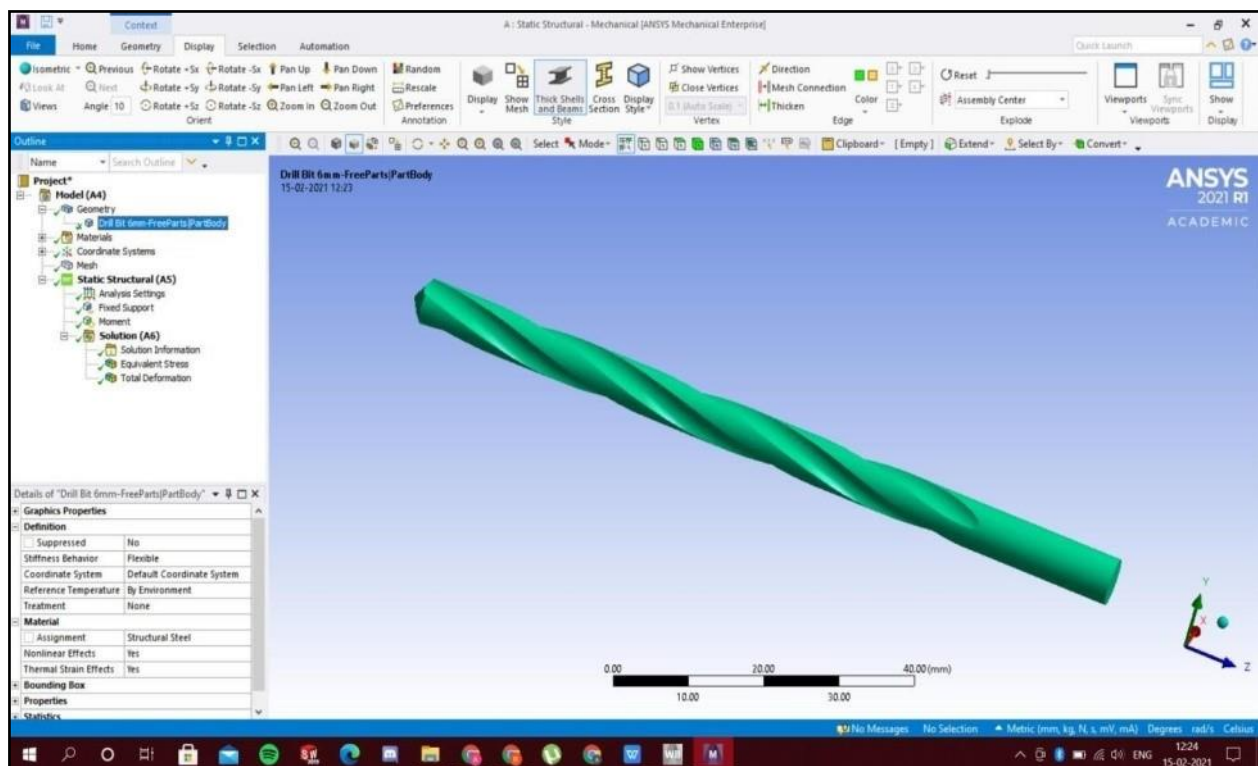 Context
A : Static Structural - Mechanical [ANSYS Mechanical Enterprise]
File Home Geometry Display Selection Automation
Quick Launch
Isometric Previous Rotate +Sx Rotate -Sx Pan Up Pan Down Random
Look At Next Rotate +Sy Rotate -Sy Pan Left Pan Right Rescale
Views Angle 10 Rotate +Sz Rotate -Sz Zoom In Zoom Out Preferences
Orient Annotation
Display Show Mesh Thick Shells and Beams Cross Section Display Style
Style
Show Vertices
Close Vertices
0.1 (Auto Scale)
Vertex
Direction
Mesh Connection
Thicken
Color
Edge
Reset
Assembly Center
Explode
Viewports Sync Viewports
Viewports
Show
Display
Outline
Select Mode Clipboard [Empty] Extend Select By Convert
Name Search Outline
Project*
Model (A4)
Geometry
Drill Bit 6mm-FreeParts|PartBody
Materials
Coordinate Systems
Mesh
Static Structural (A5)
Analysis Settings
Fixed Support
Moment
Solution (A6)
Solution Information
Equivalent Stress
Total Deformation
Drill Bit 6mm-FreeParts|PartBody
15-02-2021 12:23
ANSYS
2021 R1
ACADEMIC
Details of "Drill Bit 6mm-FreeParts|PartBody"
Graphics Properties
Definition
Suppressed No
Stiffness Behavior Flexible
Coordinate System Default Coordinate System
Reference Temperature By Environment
Treatment None
Material
Assignment Structural Steel
Nonlinear Effects Yes
Thermal Strain Effects Yes
Bounding Box
Properties
Statistics
0.00 20.00 40.00 (mm)
10.00 30.00
Y
X
Z
No Messages No Selection Metric (mm, kg, N, s, mV, mA) Degrees rad/s Celsius
ENG
12:24
15-02-2021